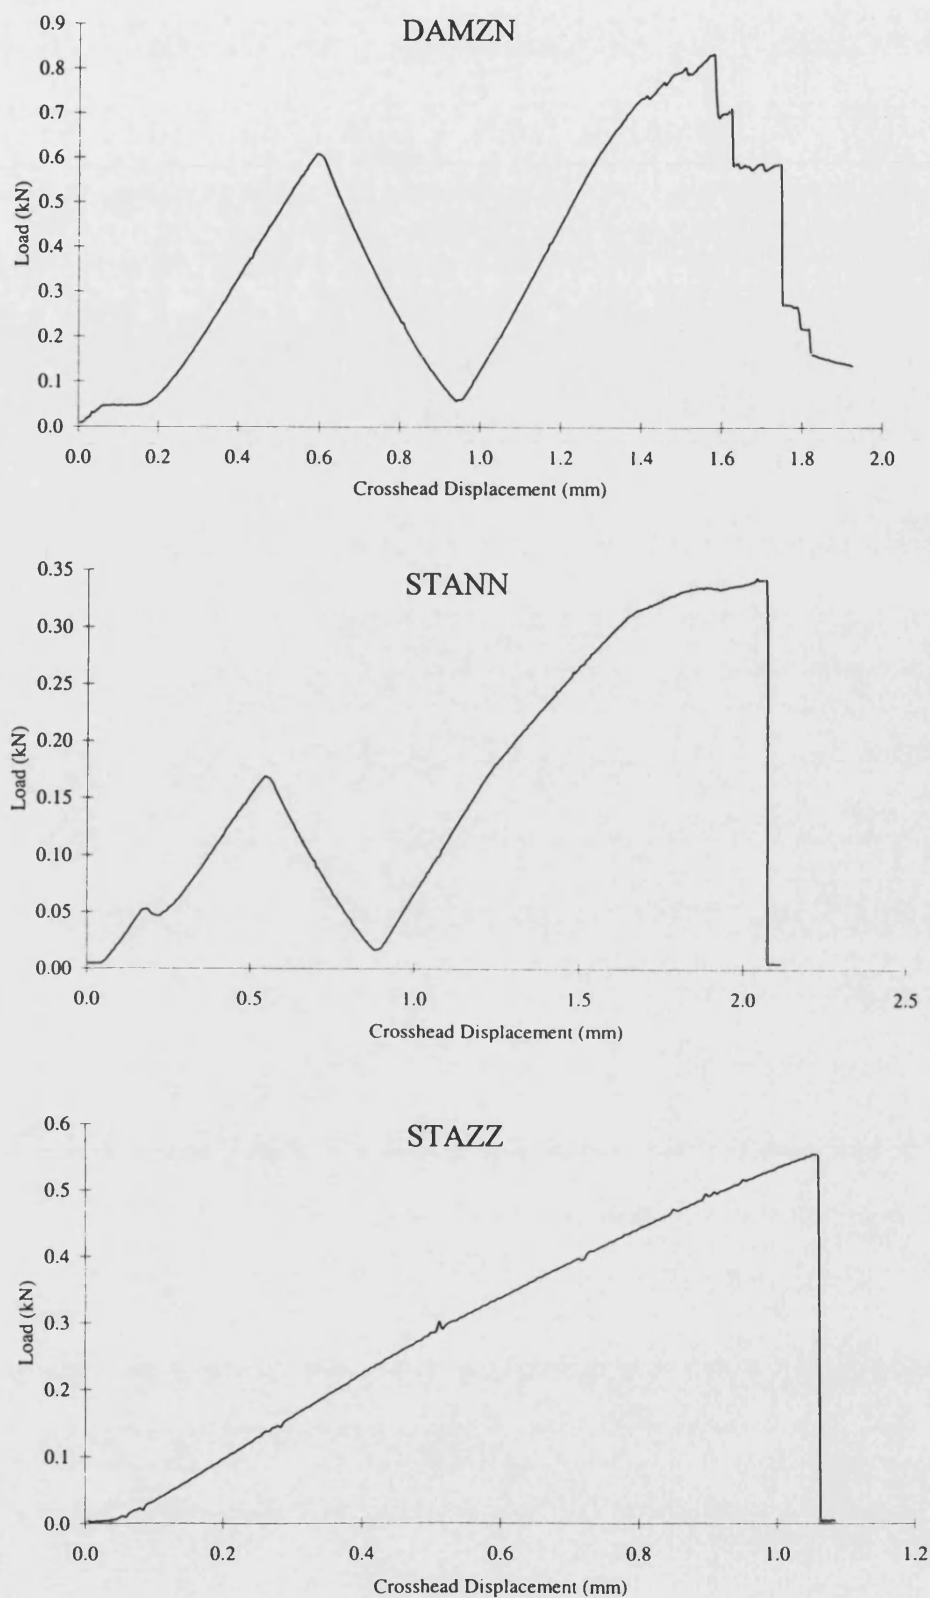 DAMZN
Load (kN)
0.9
0.8
0.7
0.6
0.5
0.4
0.3
0.2
0.1
0.0
0.0 0.2 0.4 0.6 0.8 1.0 1.2 1.4 1.6 1.8 2.0
Crosshead Displacement (mm)
STANN
Load (kN)
0.35
0.30
0.25
0.20
0.15
0.10
0.05
0.00
0.0 0.5 1.0 1.5 2.0 2.5
Crosshead Displacement (mm)
STAZZ
Load (kN)
0.6
0.5
0.4
0.3
0.2
0.1
0.0
0.0 0.2 0.4 0.6 0.8 1.0 1.2
Crosshead Displacement (mm)